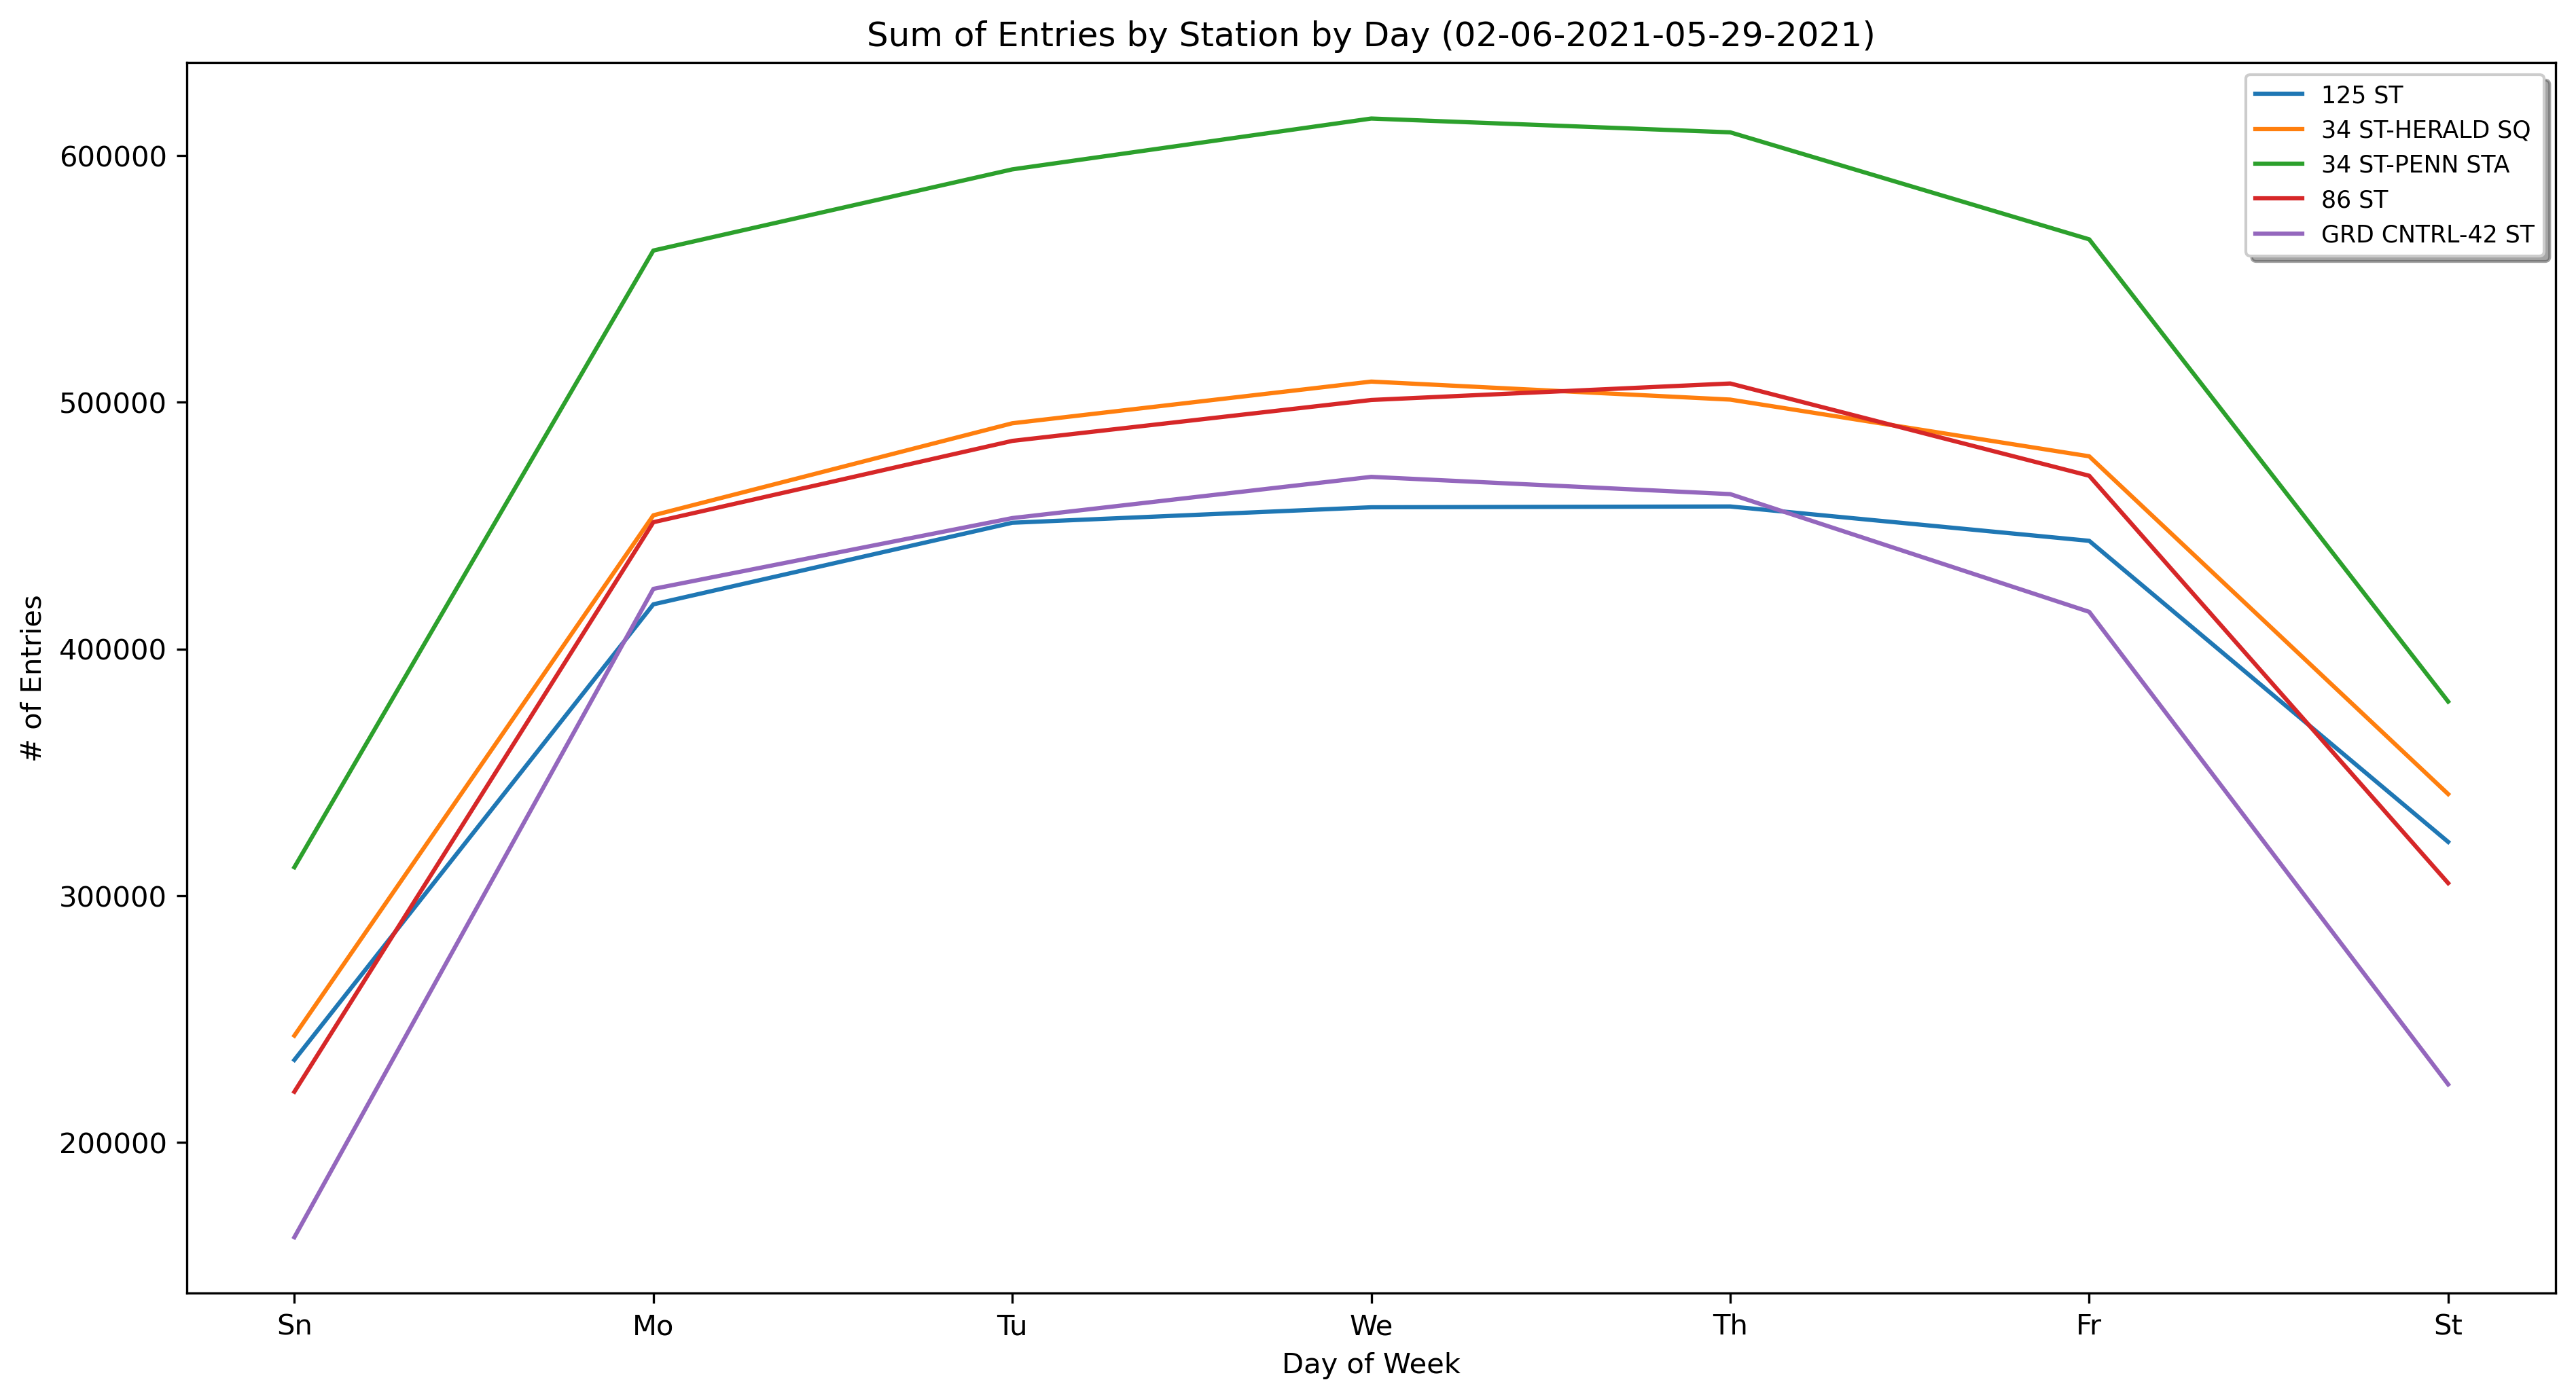 Sum of Entries by Station by Day (02-06-2021-05-29-2021)
125 ST
34 ST-HERALD SQ
34 ST-PENN STA
86 ST
GRD CNTRL-42 ST
# of Entries
600000
500000
400000
300000
200000
Sn Mo Tu We Th Fr St
Day of Week